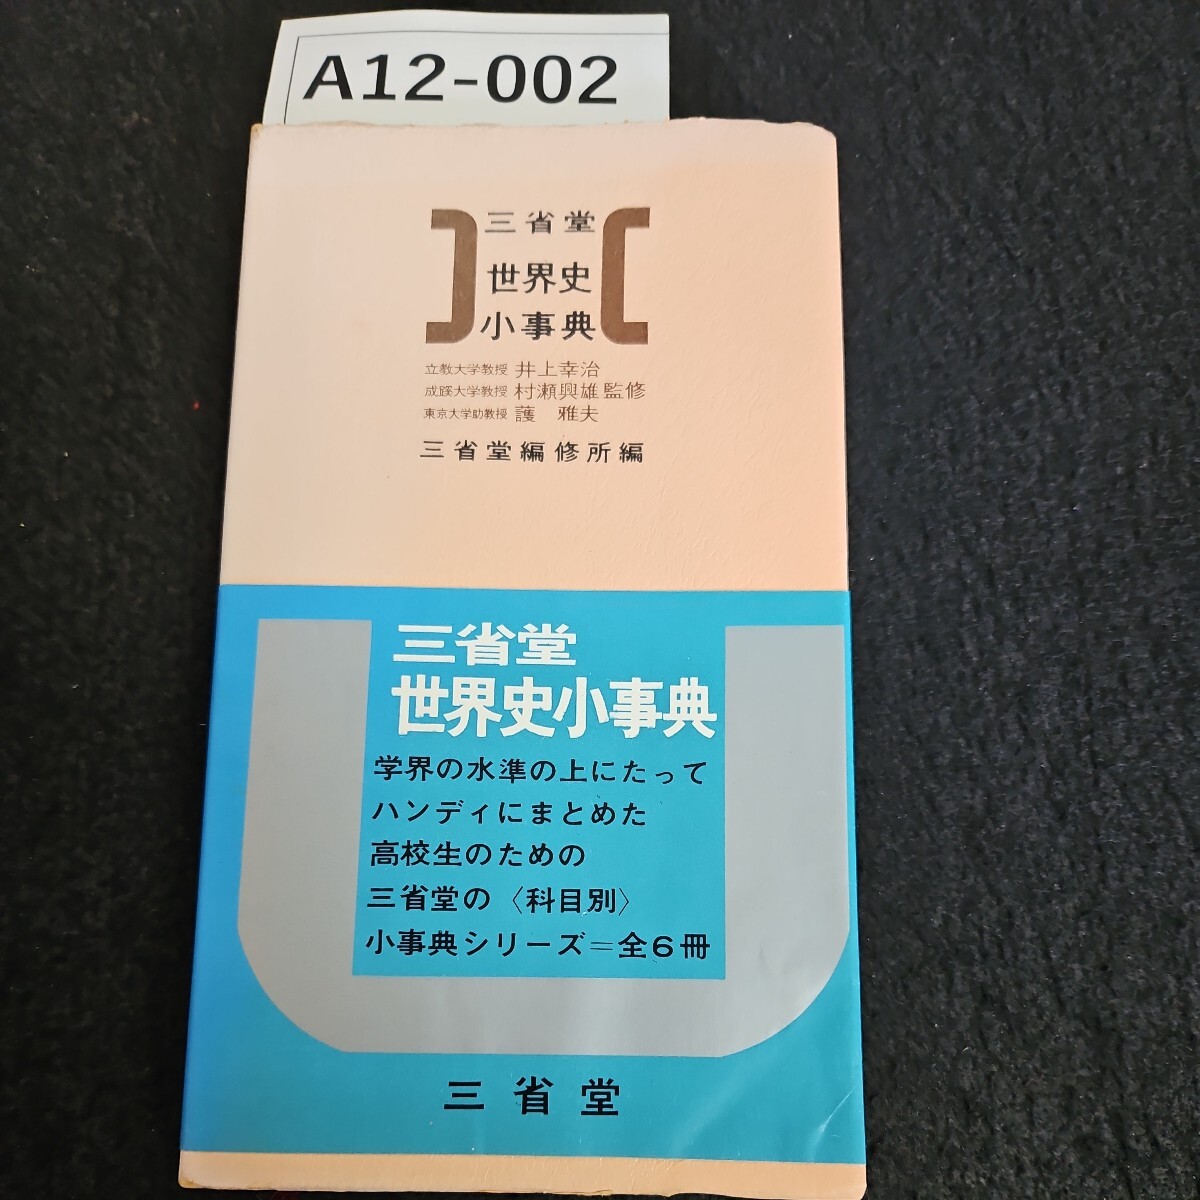 A12-002
三省堂
世界史
小事典
立教大学教授 井上幸治
成蹊大学教授 村瀬興雄 監修
東京大学助教授 護 雅夫
三省堂編修所編
三省堂
世界史小事典
学界の水準の上にたって
ハンディにまとめた
高校生のための
三省堂の〈科目別〉
小事典シリーズ=全6冊
三省堂